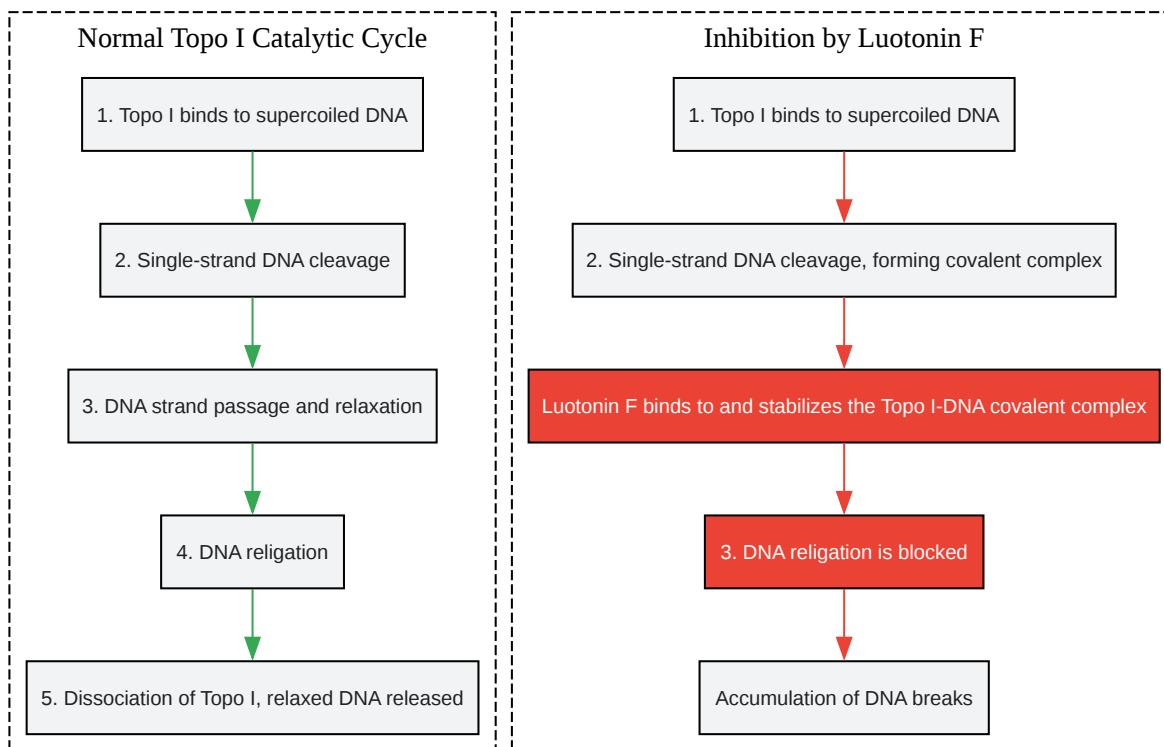 Normal Topo I Catalytic Cycle
1. Topo I binds to supercoiled DNA
2. Single-strand DNA cleavage
3. DNA strand passage and relaxation
4. DNA religation
5. Dissociation of Topo I, relaxed DNA released
Inhibition by Luotonin F
1. Topo I binds to supercoiled DNA
2. Single-strand DNA cleavage, forming covalent complex
Luotonin F binds to and stabilizes the Topo I-DNA covalent complex
3. DNA religation is blocked
Accumulation of DNA breaks